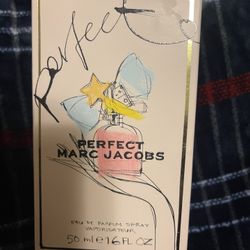 perfect
PERFECT
MARC JACOBS
EAU DE PARFUM SPRAY
VAPORISATEUR
50 ml e 1.6 FL OZ